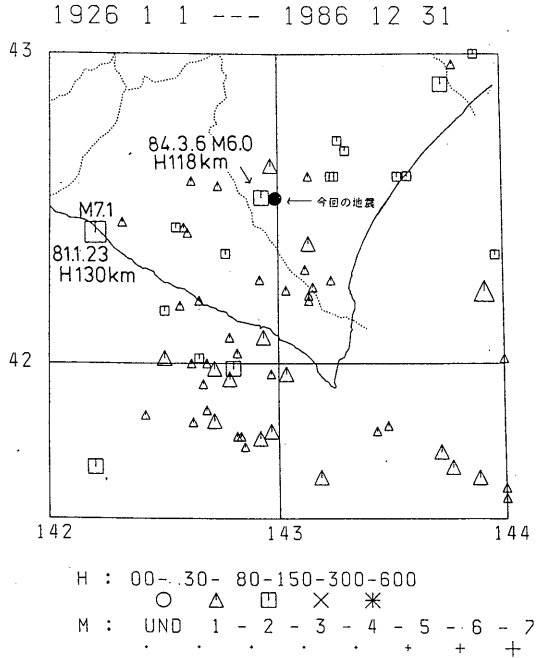 1926 1 1 --- 1986 12 31
43
84.3.6 M6.0
H118km
今回の地震
M7.1
81.1.23
H130km
42
142 143 144
H : 00-..30- 80-150-300-600
M : UND 1 - 2 - 3 - 4 - 5 - 6 - 7